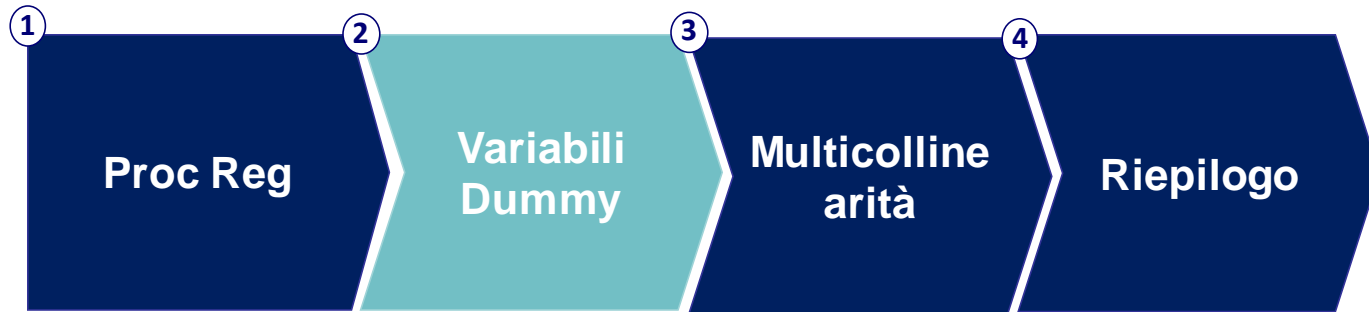 1
Proc Reg
2
Variabili
Dummy
3
Multicolline
arità
4
Riepilogo